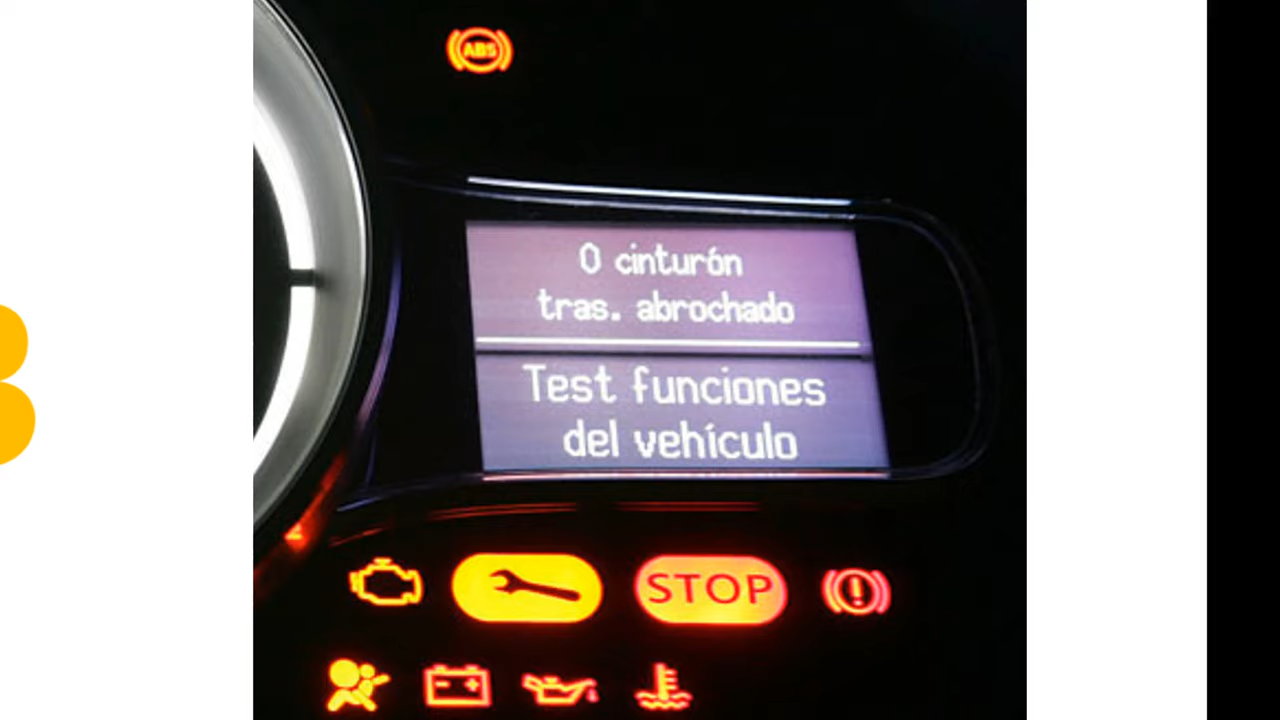 ABS
0 cinturón
tras. abrochado
Test funciones
del vehículo
STOP